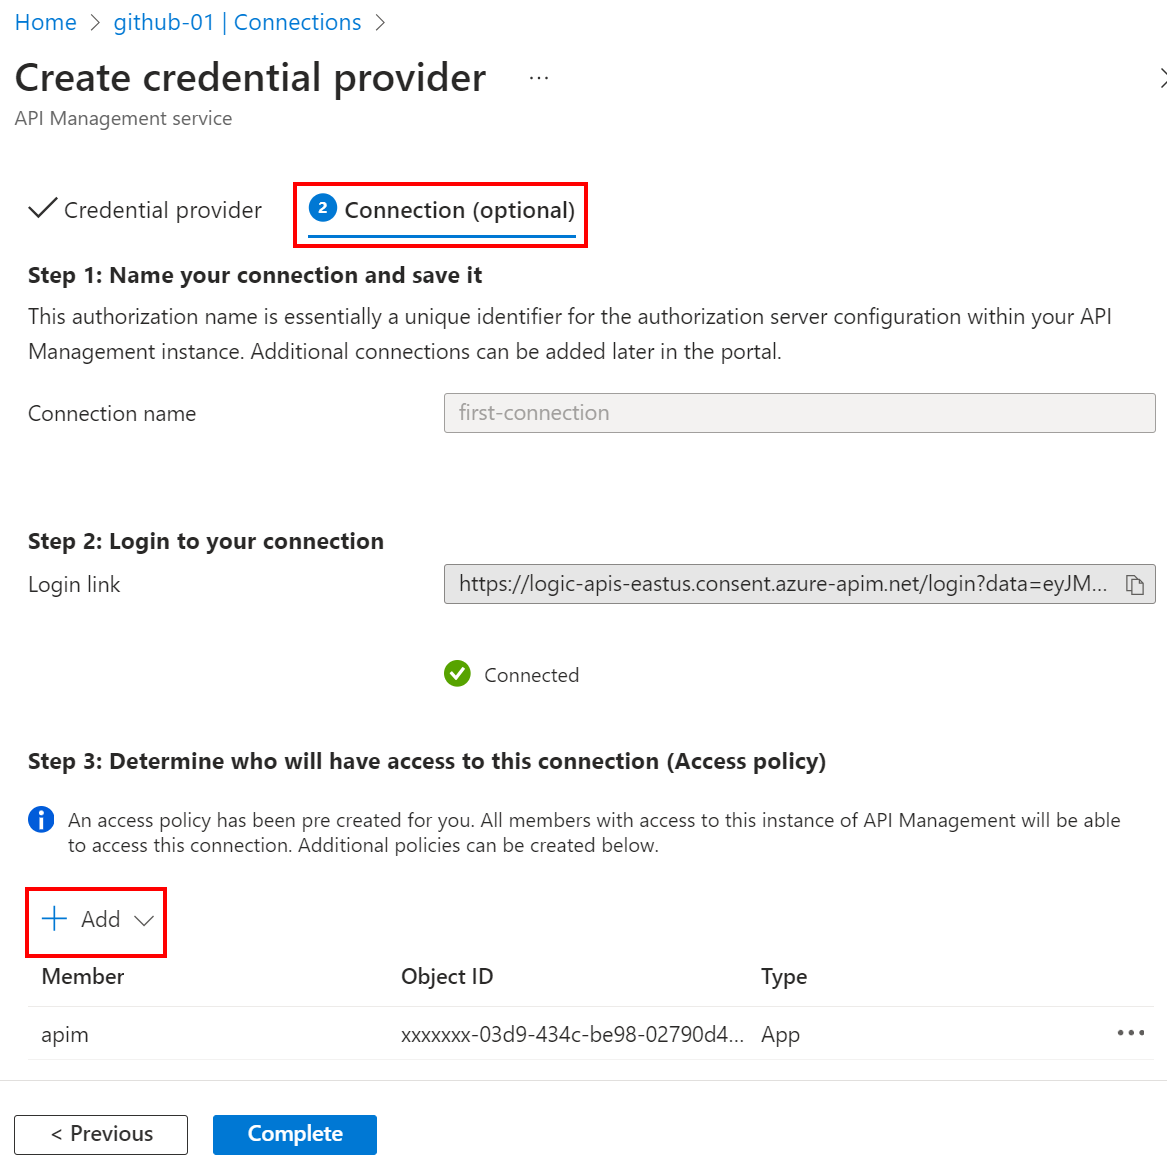 Home > github-01 | Connections >
Create credential provider ...
API Management service
Credential provider
2 Connection (optional)
Step 1: Name your connection and save it
This authorization name is essentially a unique identifier for the authorization server configuration within your API
Management instance. Additional connections can be added later in the portal.
Connection name
first-connection
Step 2: Login to your connection
Login link
https://logic-apis-eastus.consent.azure-apim.net/login?data=eyJM...
Connected
Step 3: Determine who will have access to this connection (Access policy)
An access policy has been pre created for you. All members with access to this instance of API Management will be able
to access this connection. Additional policies can be created below.
+ Add
Member Object ID Type
apim xxxxxxx-03d9-434c-be98-02790d4... App ...
< Previous Complete